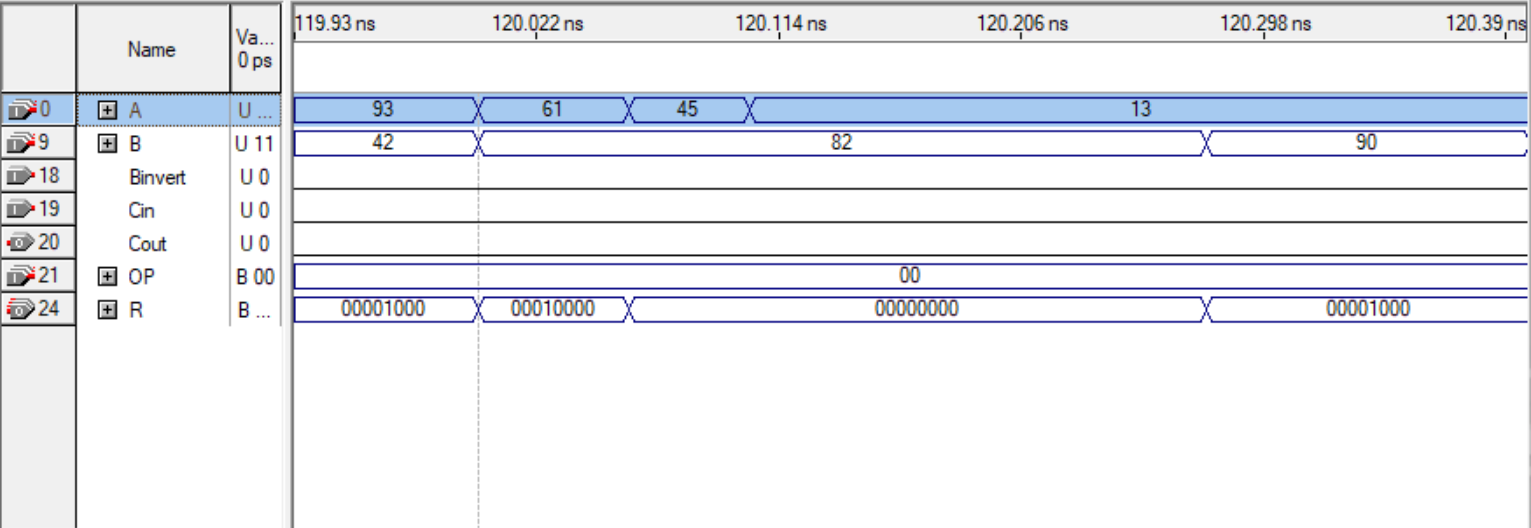 Name Va... 0 ps 119.93 ns 120.022 ns 120.114 ns 120.206 ns 120.298 ns 120.39 ns
0 A U ... 93 61 45 13
9 B U 11 42 82 90
18 Binvert U 0
19 Cin U 0
20 Cout U 0
21 OP B 00 00
24 R B ... 00001000 00010000 00000000 00001000